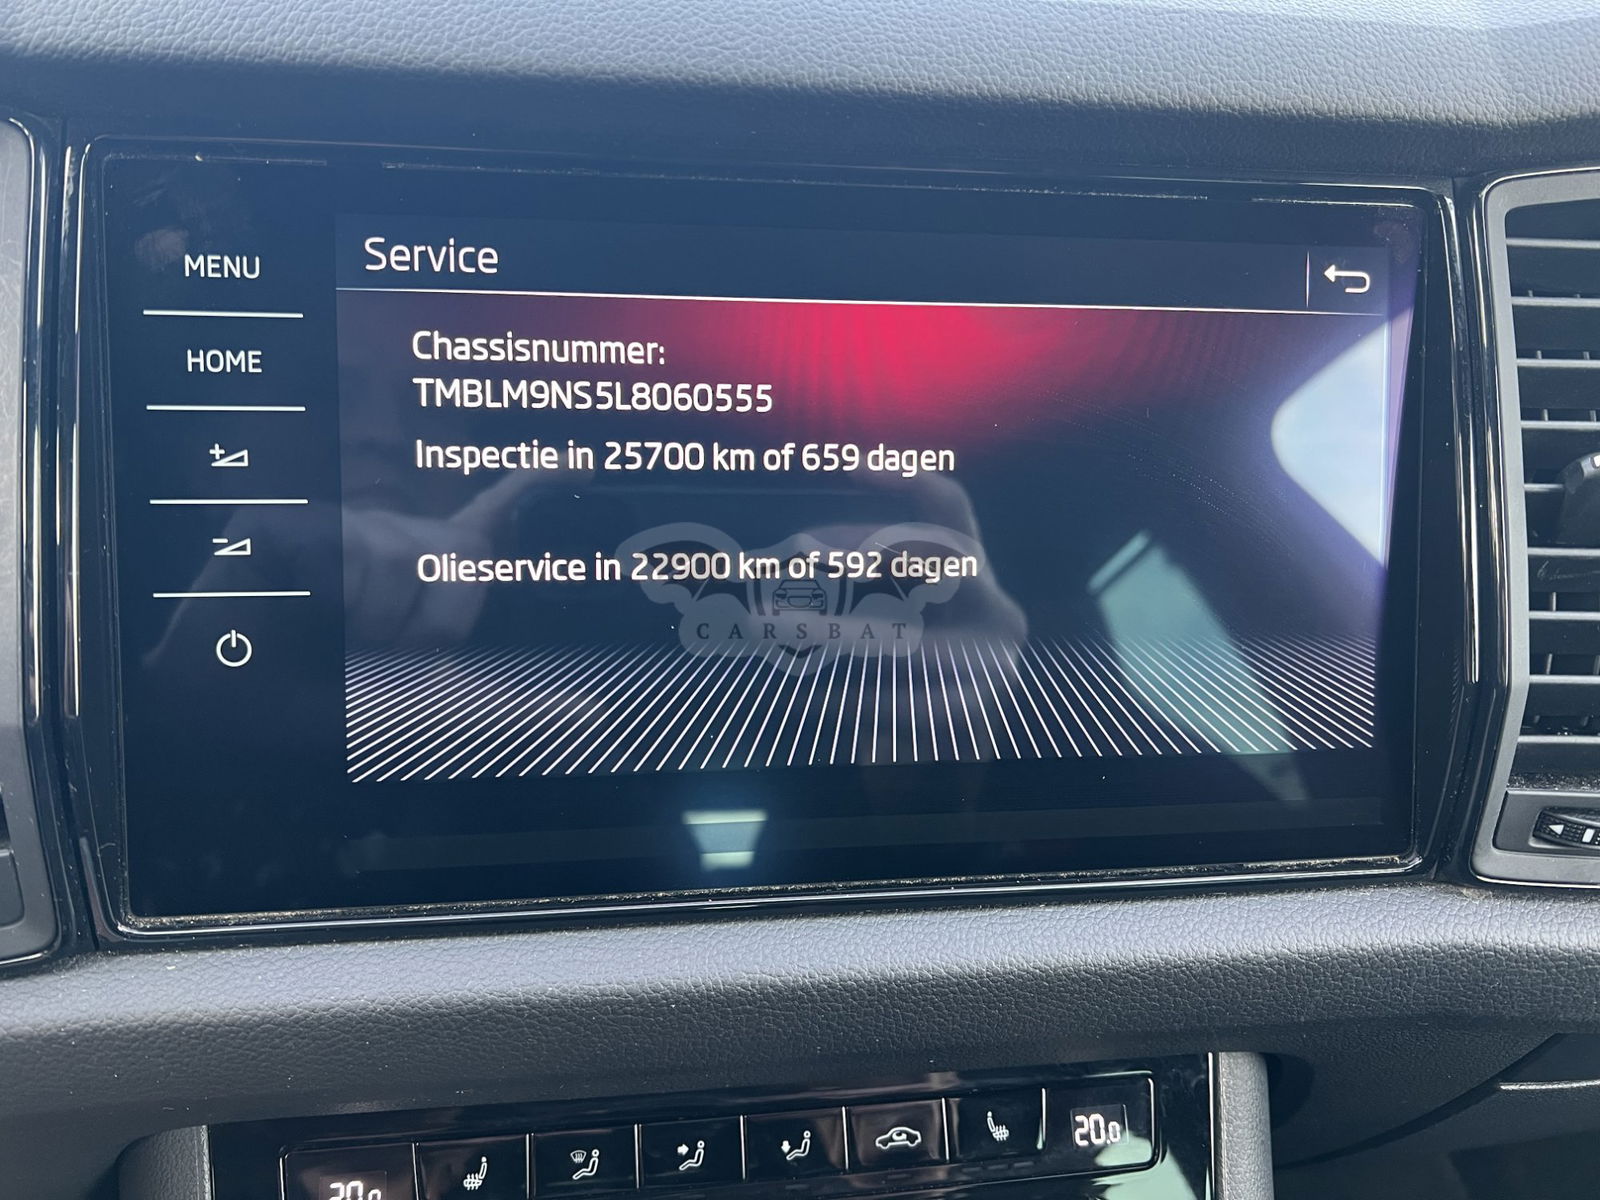 Service
MENU
HOME
Chassisnummer:
TMBLM9NS5L8060555
Inspectie in 25700 km of 659 dagen
Olieservice in 22900 km of 592 dagen
CARSBAT
20.0
20.0